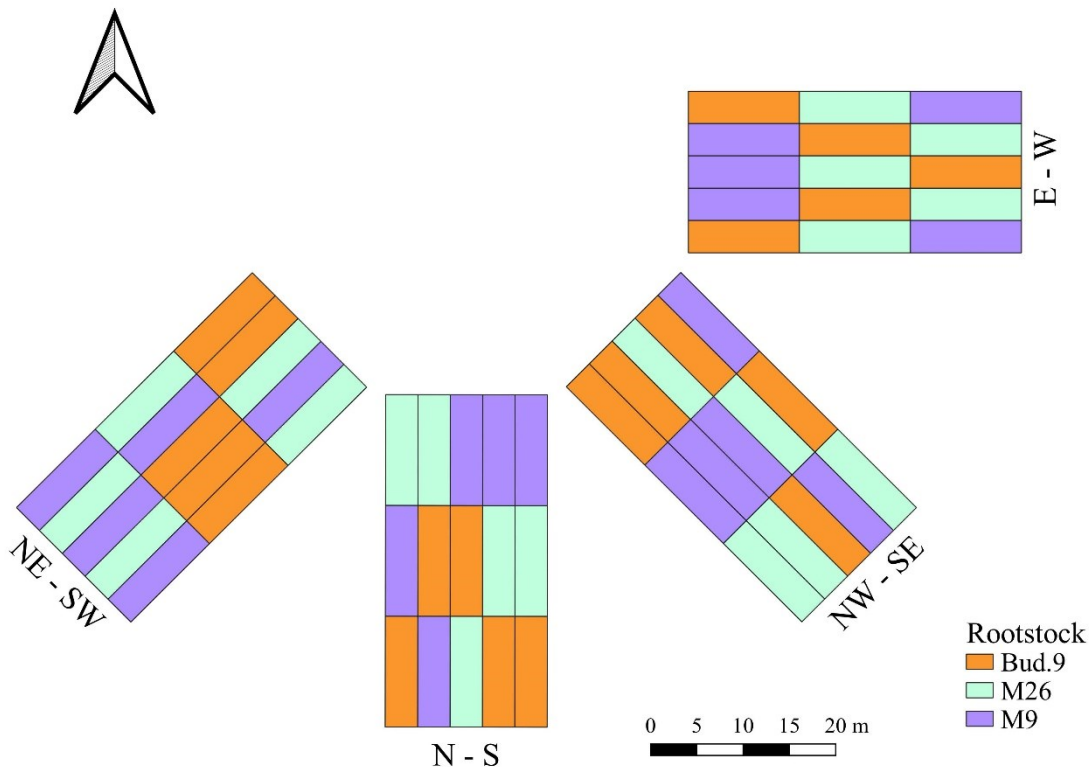 E - W
NE - SW
NW - SE
N - S
Rootstock
Bud.9
M26
M9
0 5 10 15 20 m